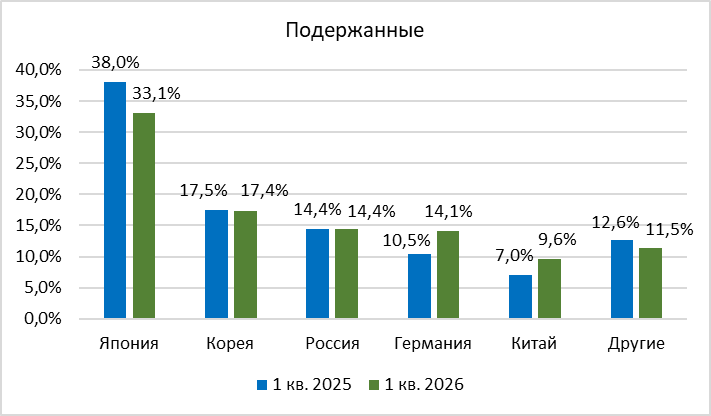 Подержанные
40,0%
35,0%
30,0%
25,0%
20,0%
15,0%
10,0%
5,0%
0,0%
38,0%
33,1%
17,5%
17,4%
14,4%
14,4%
10,5%
14,1%
7,0%
9,6%
12,6%
11,5%
Япония
Корея
Россия
Германия
Китай
Другие
1 кв. 2025
1 кв. 2026